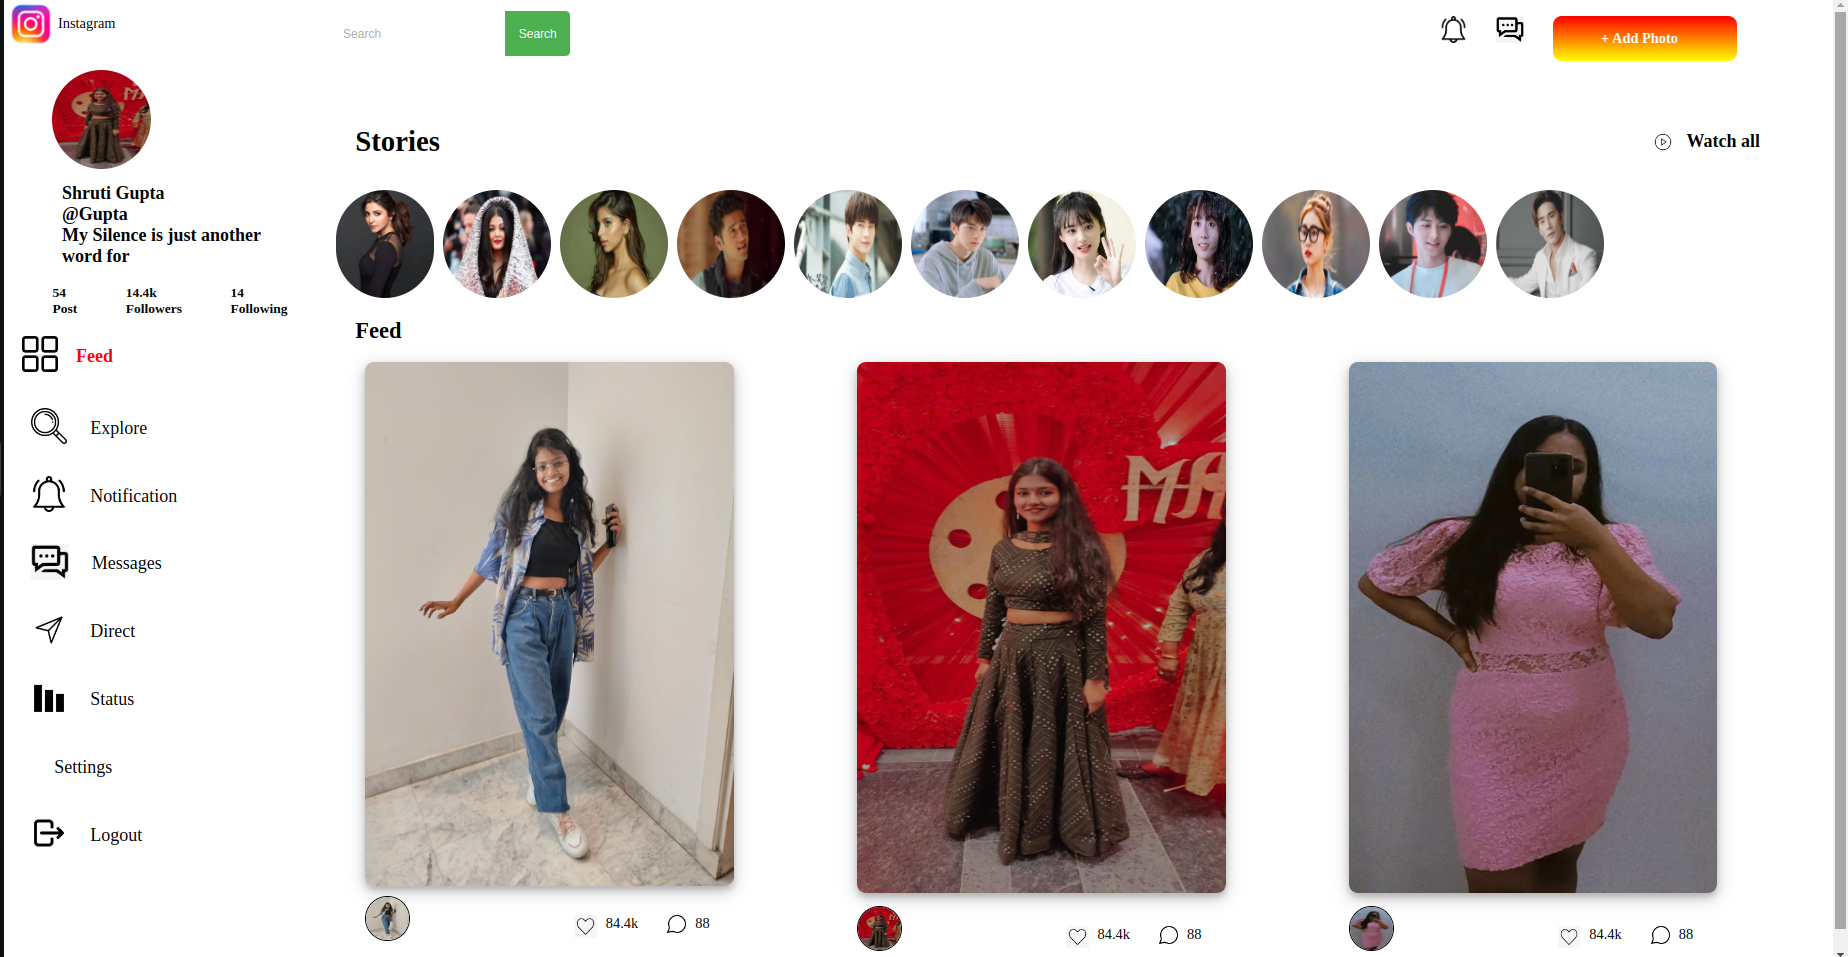 Instagram
Search
Search
+ Add Photo
Shruti Gupta
@Gupta
My Silence is just another
word for
54
Post
14.4k
Followers
14
Following
Feed
Explore
Notification
Messages
Direct
Status
Settings
Logout
Stories
Watch all
Feed
MA
84.4k
88
84.4k
88
84.4k
88